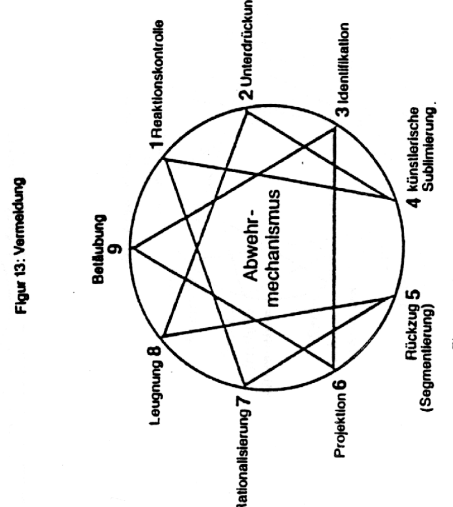 Figur 13: Vermeidung
Betäubung
9
1 Reaktionskontrolle
2 Unterdrückun
3 Identifikation
4 künstlerische
Sublimierung.
Rückzug 5
(Segmentierung)
Projektion 6
Rationalisierung 7
Leugnung 8
Abwehr-
mechanismus